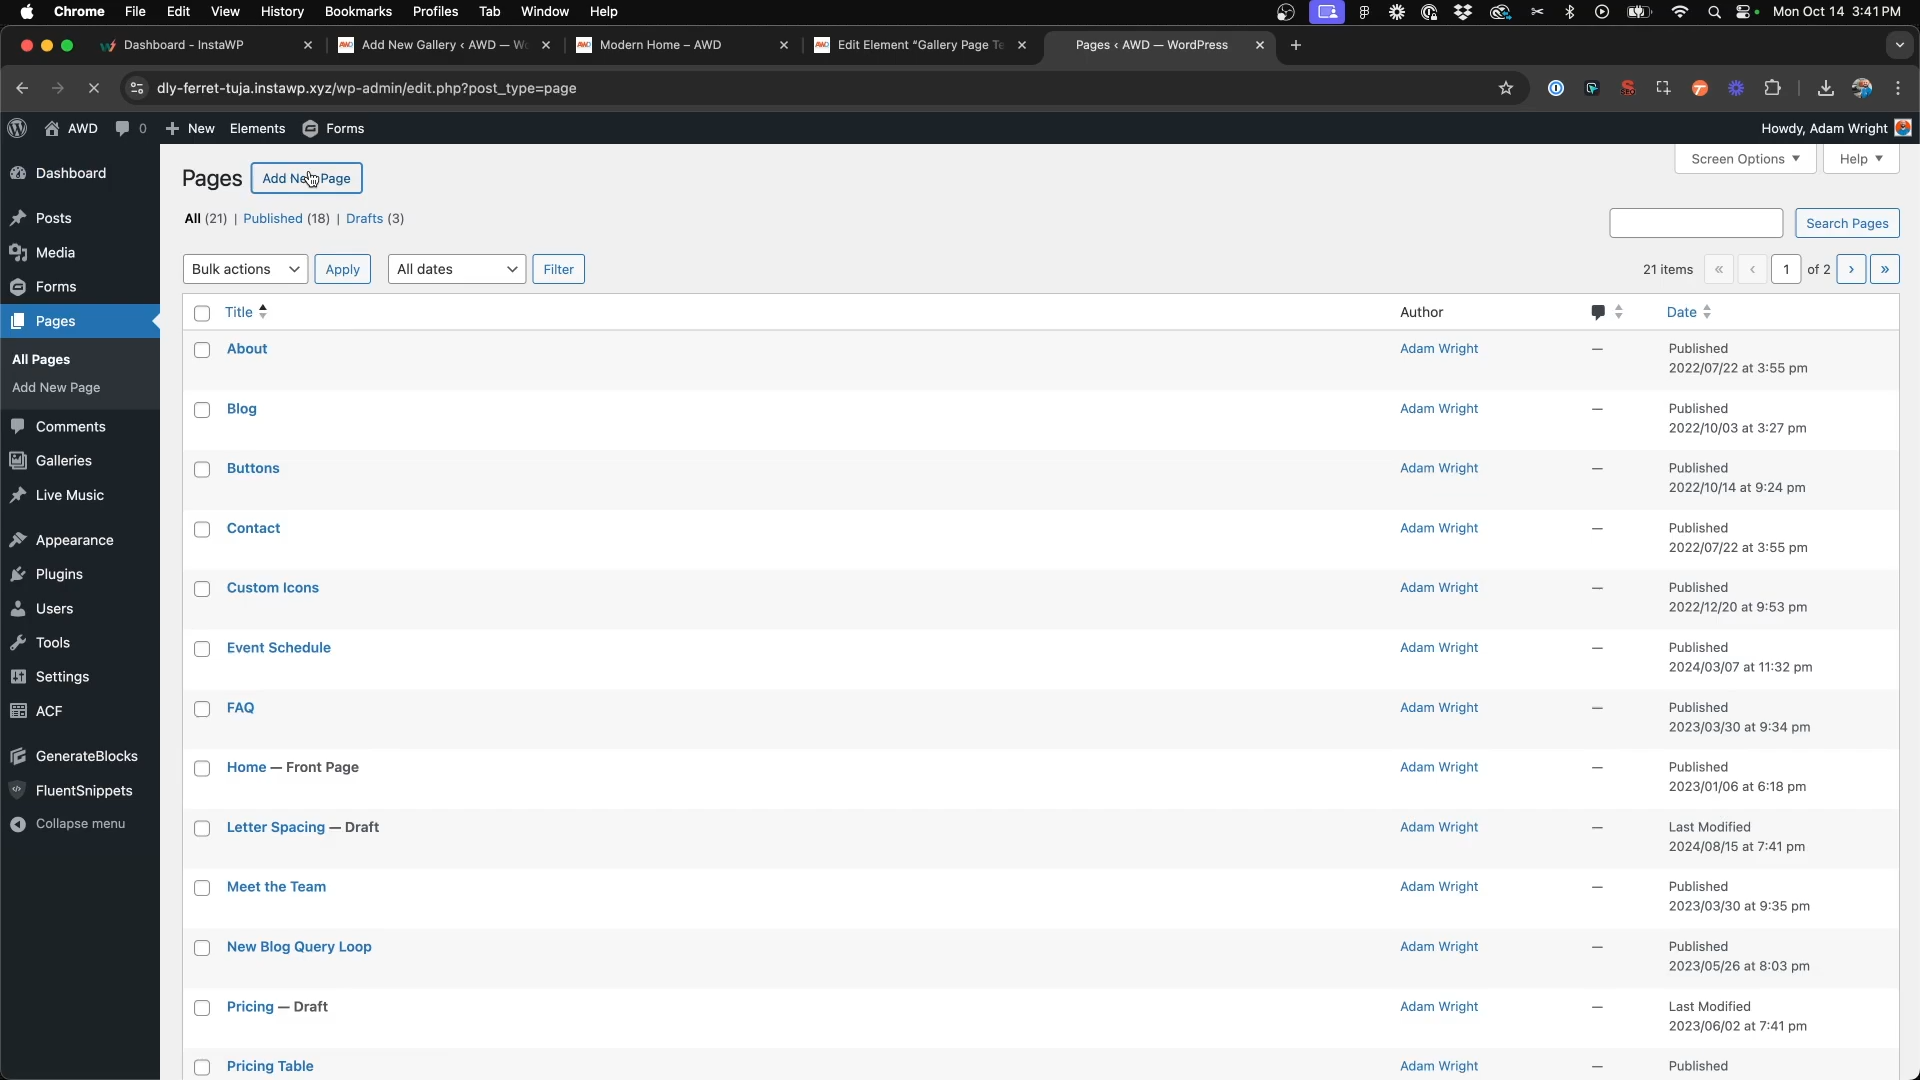 Chrome File Edit View History Bookmarks Profiles Tab Window Help Mon Oct 14 3:41 PM
Dashboard - InstaWP
Add New Gallery ‹ AWD — W
Modern Home – AWD
Edit Element “Gallery Page Te
Pages ‹ AWD — WordPress
dly-ferret-tuja.instawp.xyz/wp-admin/edit.php?post_type=page
AWD 0 New Elements Forms Howdy, Adam Wright
Screen Options Help
Dashboard
Posts
Media
Forms
Pages
All Pages
Add New Page
Comments
Galleries
Live Music
Appearance
Plugins
Users
Tools
Settings
ACF
GenerateBlocks
FluentSnippets
Collapse menu
Pages Add New Page
All (21) | Published (18) | Drafts (3)
Search Pages
Bulk actions Apply All dates Filter 21 items « ‹ 1 of 2 › »
Title Author Date
About Adam Wright — Published
2022/07/22 at 3:55 pm
Blog Adam Wright — Published
2022/10/03 at 3:27 pm
Buttons Adam Wright — Published
2022/10/14 at 9:24 pm
Contact Adam Wright — Published
2022/07/22 at 3:55 pm
Custom Icons Adam Wright — Published
2022/12/20 at 9:53 pm
Event Schedule Adam Wright — Published
2024/03/07 at 11:32 pm
FAQ Adam Wright — Published
2023/03/30 at 9:34 pm
Home — Front Page Adam Wright — Published
2023/01/06 at 6:18 pm
Letter Spacing — Draft Adam Wright — Last Modified
2024/08/15 at 7:41 pm
Meet the Team Adam Wright — Published
2023/03/30 at 9:35 pm
New Blog Query Loop Adam Wright — Published
2023/05/26 at 8:03 pm
Pricing — Draft Adam Wright — Last Modified
2023/06/02 at 7:41 pm
Pricing Table Adam Wright — Published